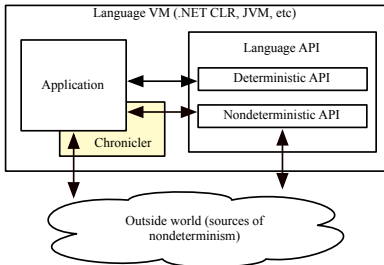 Language VM (.NET CLR, JVM, etc)
Language API
Application
Deterministic API
Nondeterministic API
Chronicler
Outside world (sources of
nondeterminism)